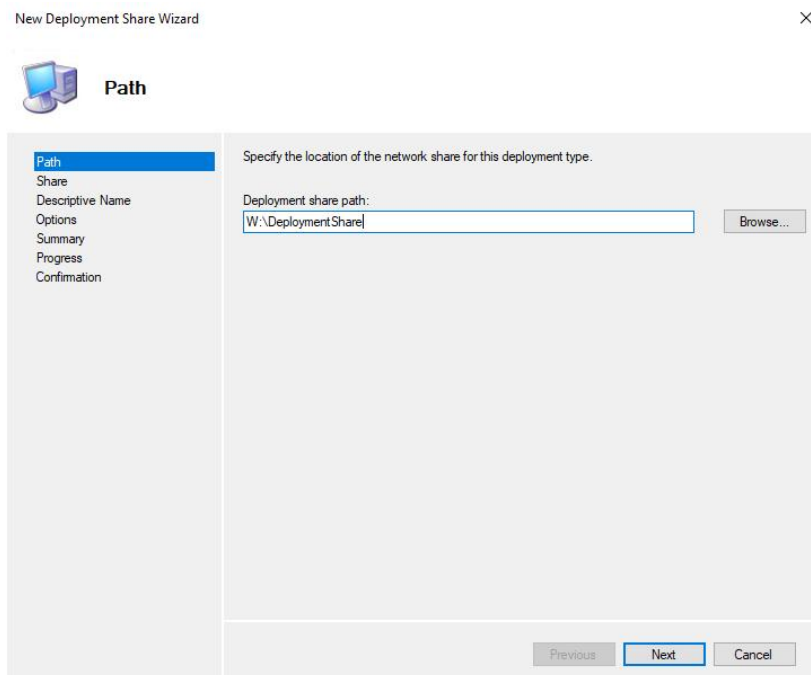 New Deployment Share Wizard
Path
Path
Share
Descriptive Name
Options
Summary
Progress
Confirmation
Specify the location of the network share for this deployment type.
Deployment share path:
W:\DeploymentShare
Browse...
Previous
Next
Cancel